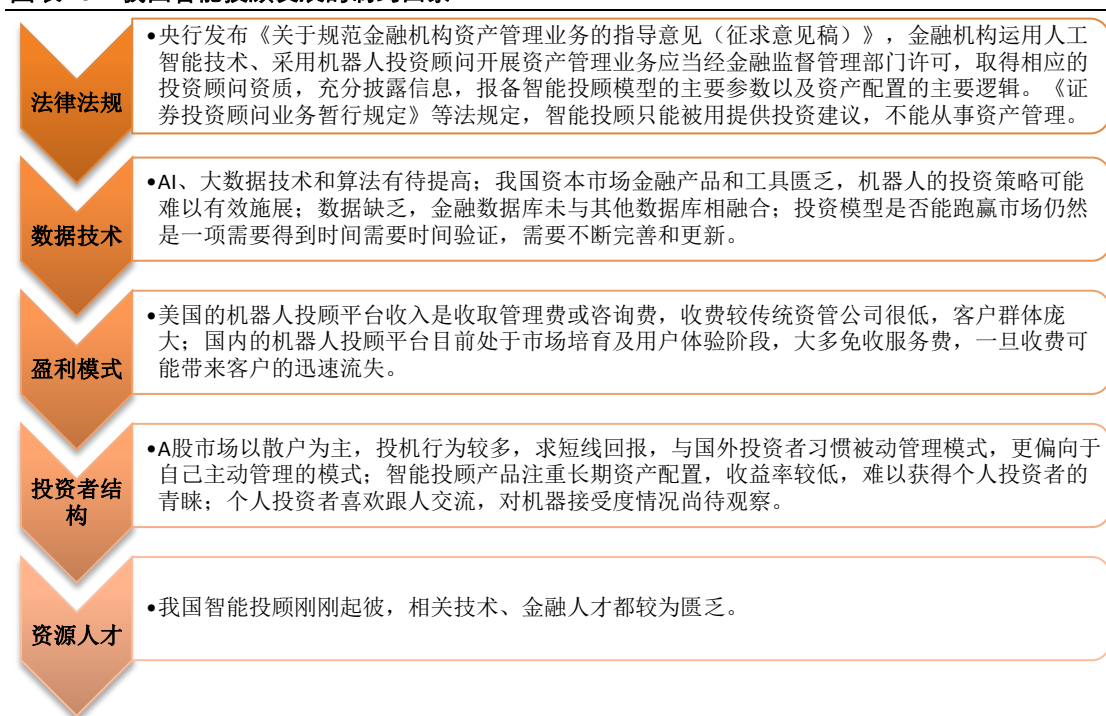 法律法规
•央行发布《关于规范金融机构资产管理业务的指导意见（征求意见稿）》，金融机构运用人工
智能技术、采用机器人投资顾问开展资产管理业务应当经金融监督管理部门许可，取得相应的
投资顾问资质，充分披露信息，报备智能投顾模型的主要参数以及资产配置的主要逻辑。《证
券投资顾问业务暂行规定》等法规定，智能投顾只能被用提供投资建议，不能从事资产管理。
数据技术
•AI、大数据技术和算法有待提高；我国资本市场金融产品和工具匮乏，机器人的投资策略可能
难以有效施展；数据缺乏，金融数据库未与其他数据库相融合；投资模型是否能跑赢市场仍然
是一项需要得到时间需要时间验证，需要不断完善和更新。
盈利模式
•美国的机器人投顾平台收入是收取管理费或咨询费，收费较传统资管公司很低，客户群体庞
大；国内的机器人投顾平台目前处于市场培育及用户体验阶段，大多免收服务费，一旦收费可
能带来客户的迅速流失。
投资者结
构
•A股市场以散户为主，投机行为较多，求短线回报，与国外投资者习惯被动管理模式，更偏向于
自己主动管理的模式；智能投顾产品注重长期资产配置，收益率较低，难以获得个人投资者的
青睐；个人投资者喜欢跟人交流，对机器接受度情况尚待观察。
资源人才
•我国智能投顾刚刚起彼，相关技术、金融人才都较为匮乏。